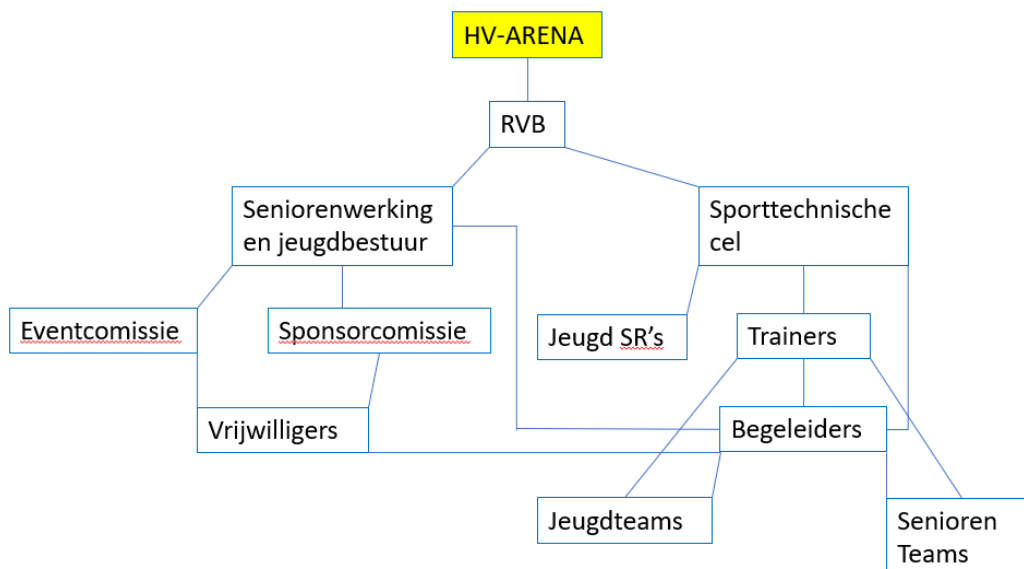 HV-ARENA
RVB
Seniorenwerking
en jeugdbestuur
Sporttechnische
cel
Eventcomissie
Sponsorcomissie
Jeugd SR's
Trainers
Vrijwilligers
Begeleiders
Jeugdteams
Senioren
Teams